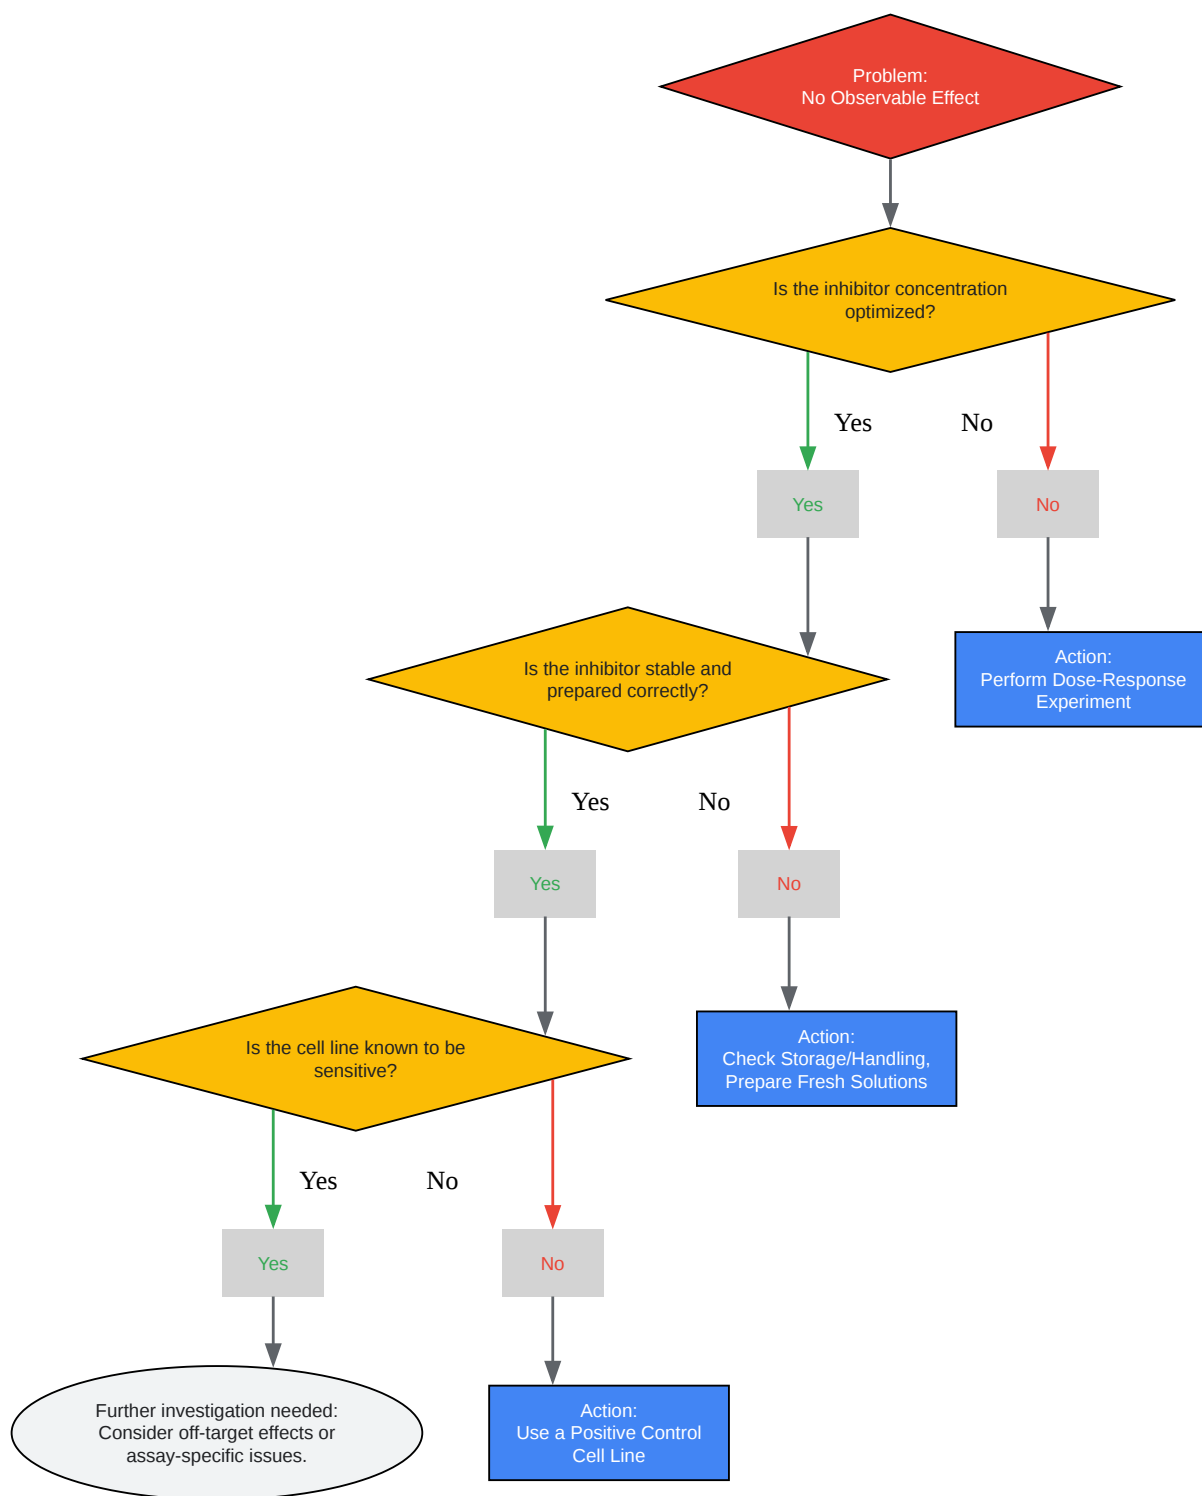 Problem:
No Observable Effect
Is the inhibitor concentration
optimized?
Yes
No
Yes
No
Is the inhibitor stable and
prepared correctly?
Action:
Perform Dose-Response
Experiment
Yes
No
Yes
No
Is the cell line known to be
sensitive?
Action:
Check Storage/Handling,
Prepare Fresh Solutions
Yes
No
Yes
No
Further investigation needed:
Consider off-target effects or
assay-specific issues.
Action:
Use a Positive Control
Cell Line